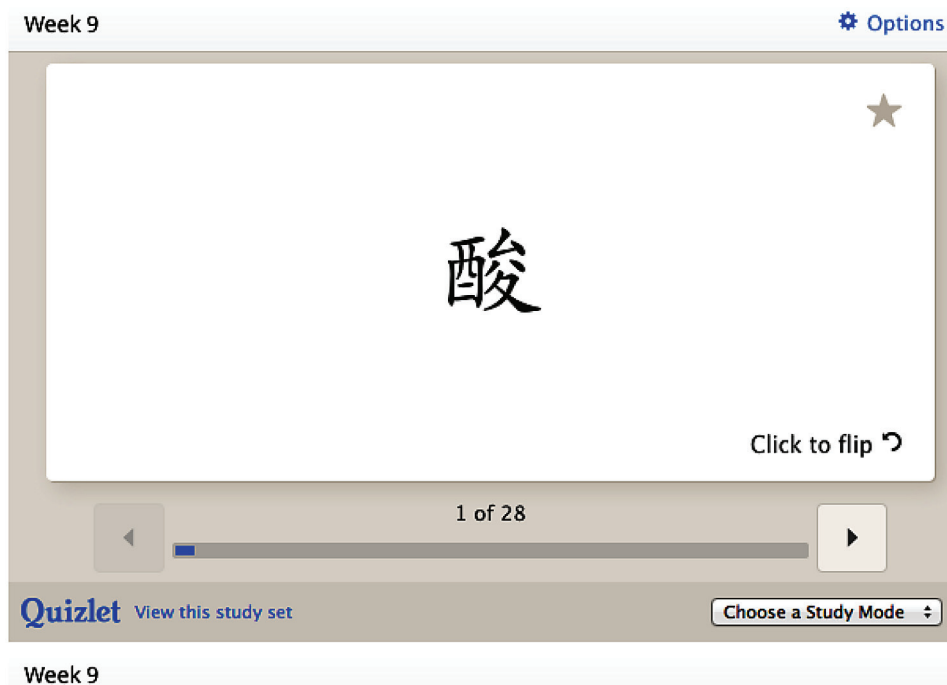 Week 9
Options
酸
Click to flip
1 of 28
Quizlet View this study set
Choose a Study Mode
Week 9